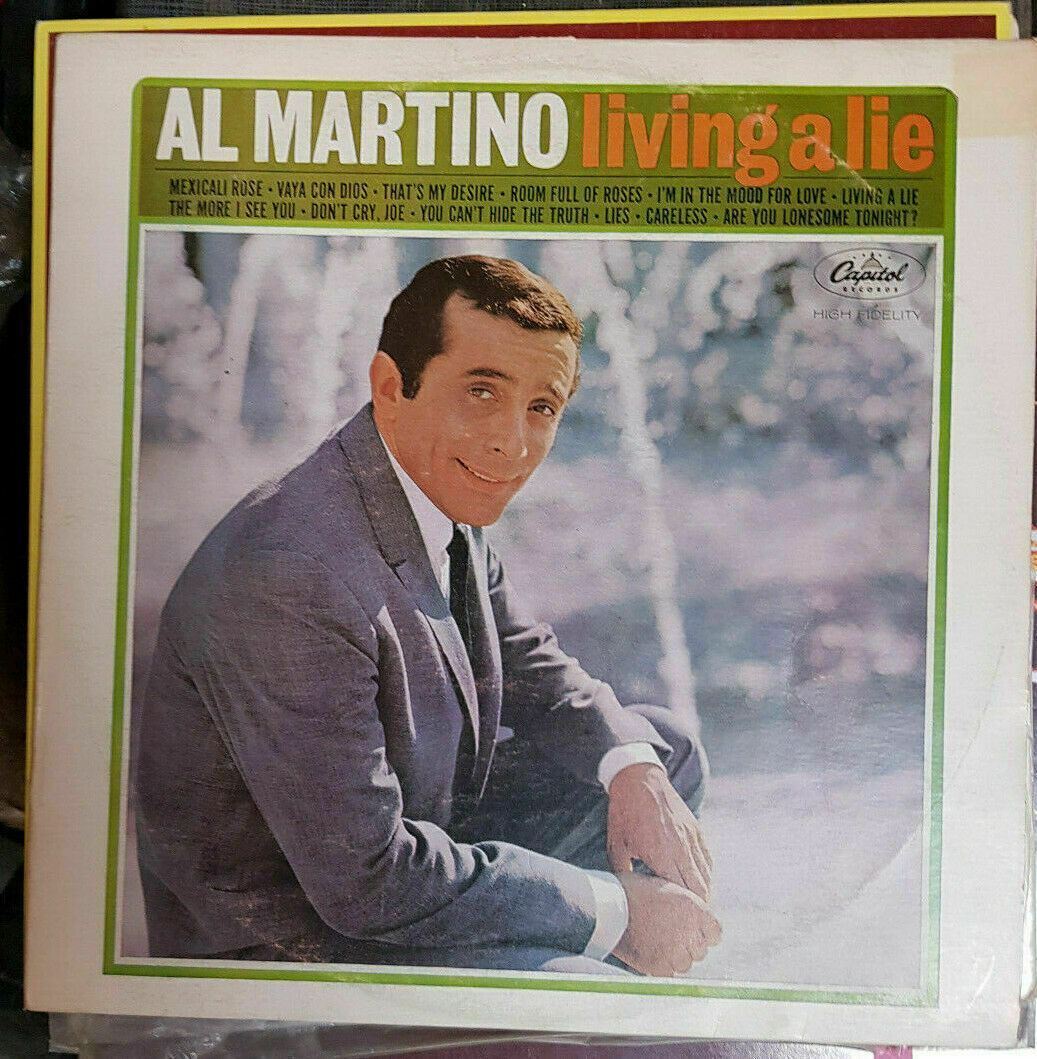 AL MARTINO living a lie
MEXICALI ROSE • VAYA CON DIOS • THAT'S MY DESIRE • ROOM FULL OF ROSES • I'M IN THE MOOD FOR LOVE • LIVING A LIE
THE MORE I SEE YOU • DON'T CRY, JOE • YOU CAN'T HIDE THE TRUTH • LIES • CARELESS • ARE YOU LONESOME TONIGHT?
Capitol
RECORDS
HIGH FIDELITY